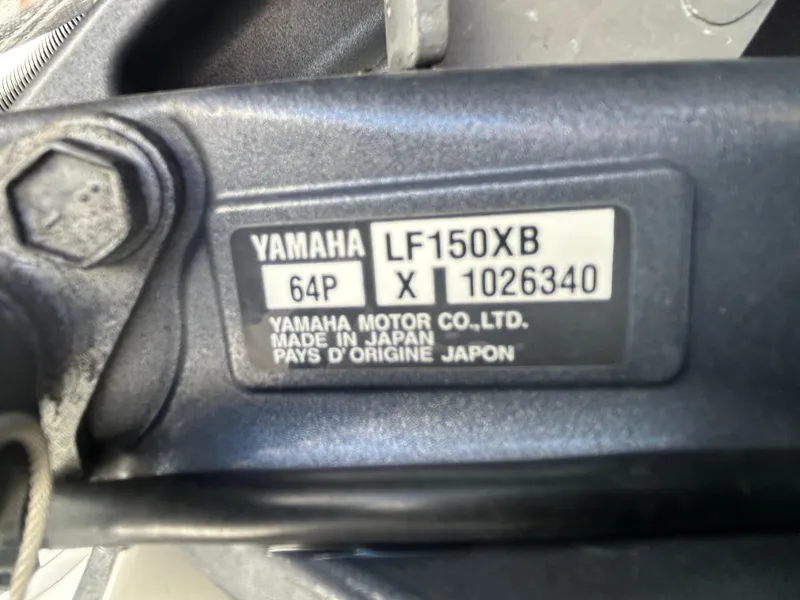 YAMAHA LF150XB
64P X 1026340
YAMAHA MOTOR CO.,LTD.
MADE IN JAPAN
PAYS D'ORIGINE JAPON